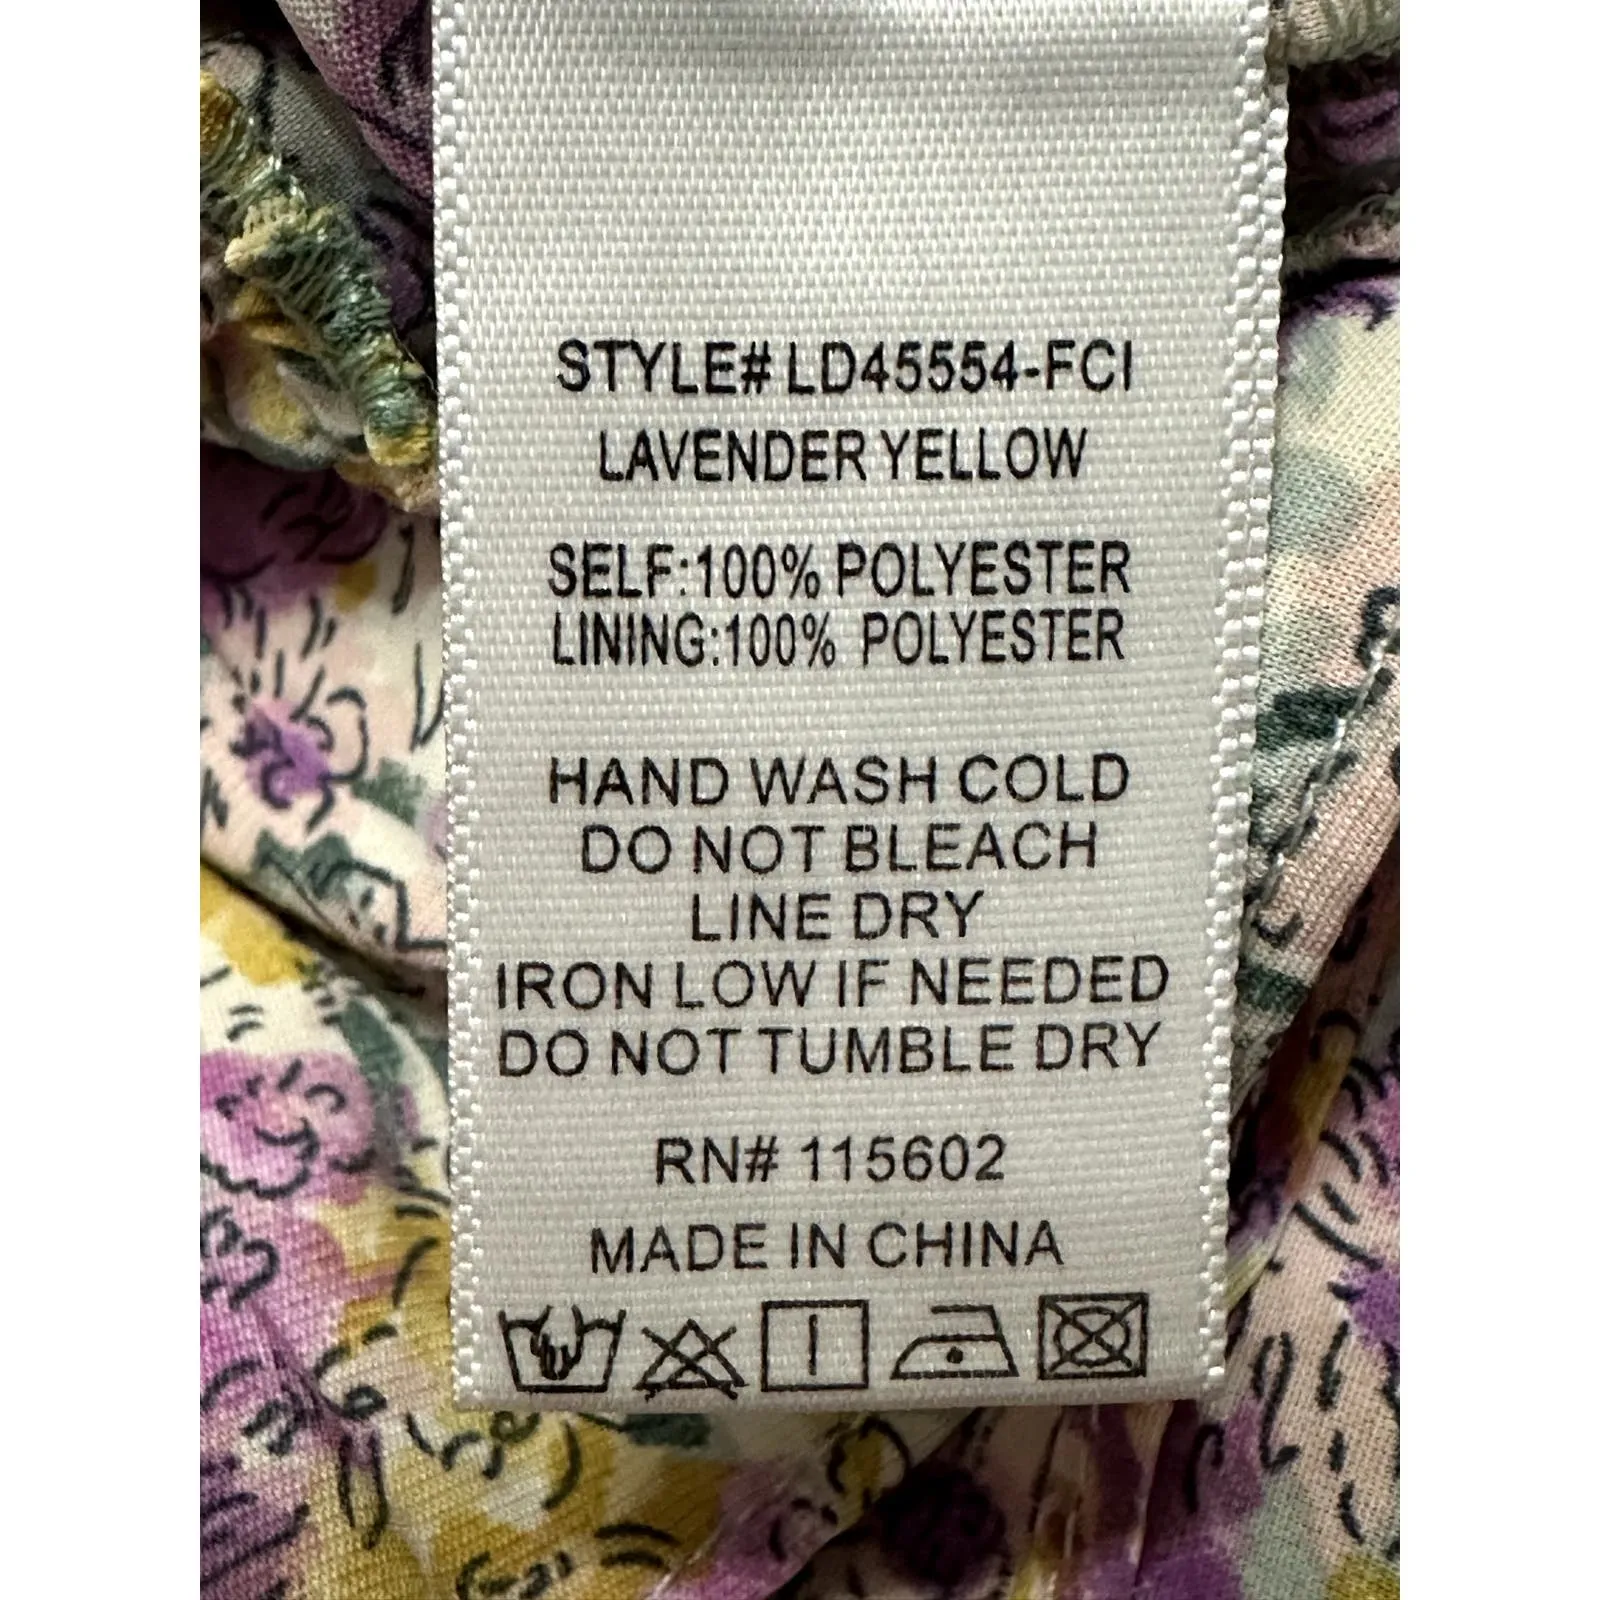 STYLE# LD45554-FCI
LAVENDER YELLOW
SELF:100% POLYESTER
LINING:100% POLYESTER
HAND WASH COLD
DO NOT BLEACH
LINE DRY
IRON LOW IF NEEDED
DO NOT TUMBLE DRY
RN# 115602
MADE IN CHINA